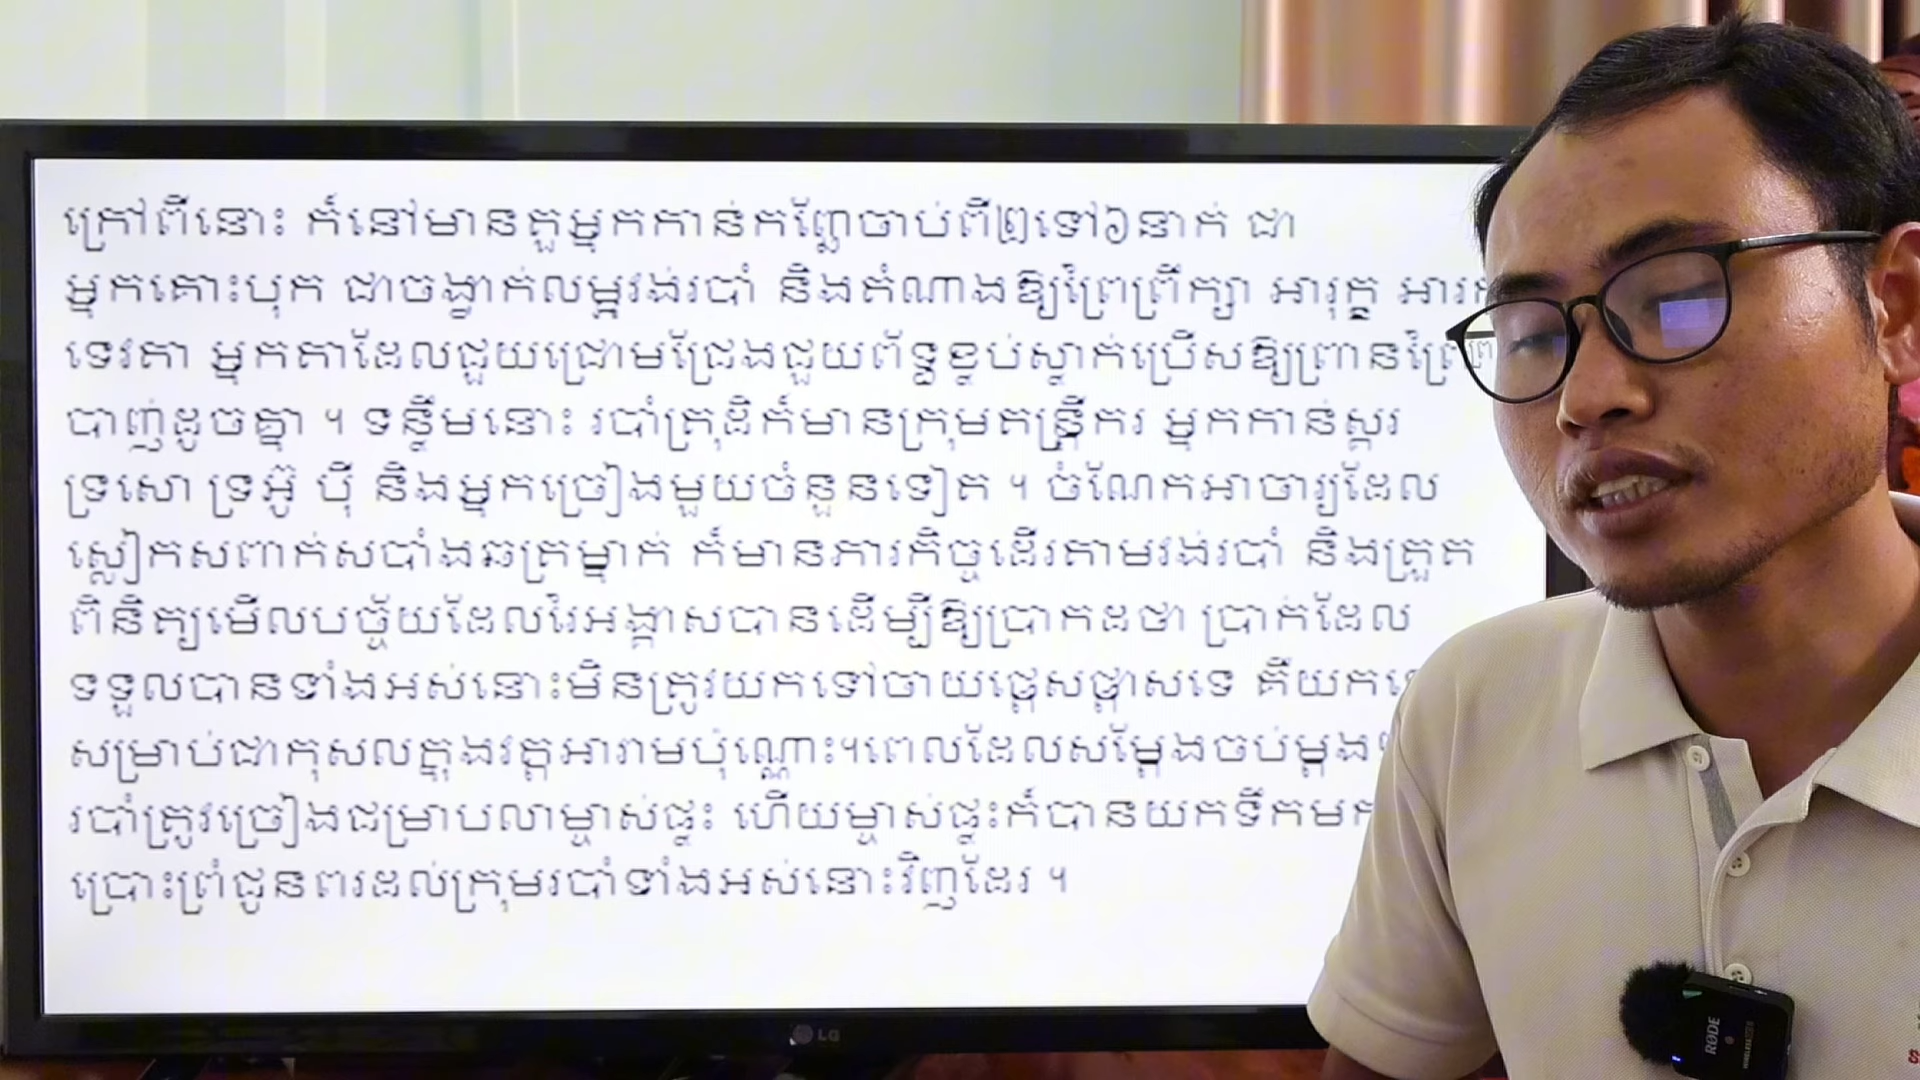 ក្រៅពីនោះ ក៏នៅមានតួអ្នកកាន់កញ្ឆែចាប់ពី២ទៅ៦នាក់ ជា
អ្នកគោះបុក ជាចង្វាក់លម្អវង់របាំ និងតំណាងឱ្យព្រៃព្រឹក្សា អារុក្ខ
ទេវតា អ្នកតាដែលជួយជ្រោមជ្រែងជួយព័ទ្ធខ្ទប់ស្ទាក់ប្រើសឱ្យព្រាន
បាញ់ដូចគ្នា ។ ទន្ទឹមនោះ របាំត្រុដិក៏មានក្រុមតន្ត្រីករ អ្នកកាន់ស្គរ
ទ្រសោ ទ្រអ៊ូ ប៉ី និងអ្នកច្រៀងមួយចំនួនទៀត ។ ចំណែកអាចារ្យដែល
ស្លៀកសពាក់សបាំងឆត្រម្នាក់ ក៏មានភារកិច្ចដើរតាមវង់របាំ និងត្រួត
ពិនិត្យមើលបច្ច័យដែលរៃអង្គាសបានដើម្បីឱ្យប្រាកដថា ប្រាក់ដែល
ទទួលបានទាំងអស់នោះមិនត្រូវយកទៅចាយផ្ដេសផ្ដាសទេ គឺយក
សម្រាប់ជាកុសលក្នុងវត្តអារាមប៉ុណ្ណោះ។ពេលដែលសម្ដែងចប់ម្ដង
របាំត្រូវច្រៀងជម្រាបលាម្ចាស់ផ្ទះ ហើយម្ចាស់ផ្ទះក៏បានយកទឹកមក
ប្រោះព្រំជូនពរដល់ក្រុមរបាំទាំងអស់នោះវិញដែរ ។
LG
RØDE